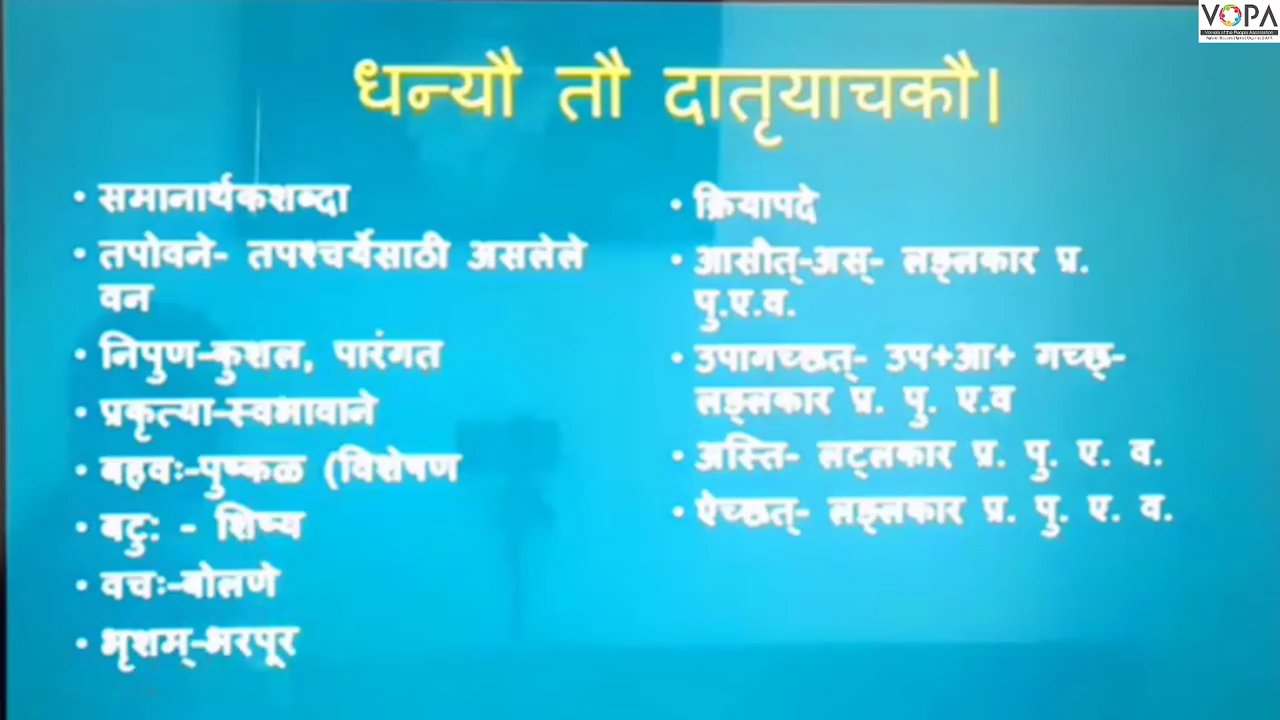 VOPA
धन्यौ तौ दातृयाचकौ।
• समानार्थकशब्दा
• तपोवने- तपश्चर्येसाठी असलेले
वन
• निपुण-कुशल, पारंगत
• प्रकृत्या-स्वभावाने
• बहवः-पुष्कळ (विशेषण
• बटुः - शिष्य
• वचः-बोलणे
• भृशम्-भरपूर
• क्रियापदे
• आसीत्-अस्- लङ्लकार प्र.
पु.ए.व.
• उपागच्छत्- उप+आ+ गच्छ्-
लङ्लकार प्र. पु. ए.व
• अस्ति- लट्लकार प्र. पु. ए. व.
• ऐच्छत्- लङ्लकार प्र. पु. ए. व.